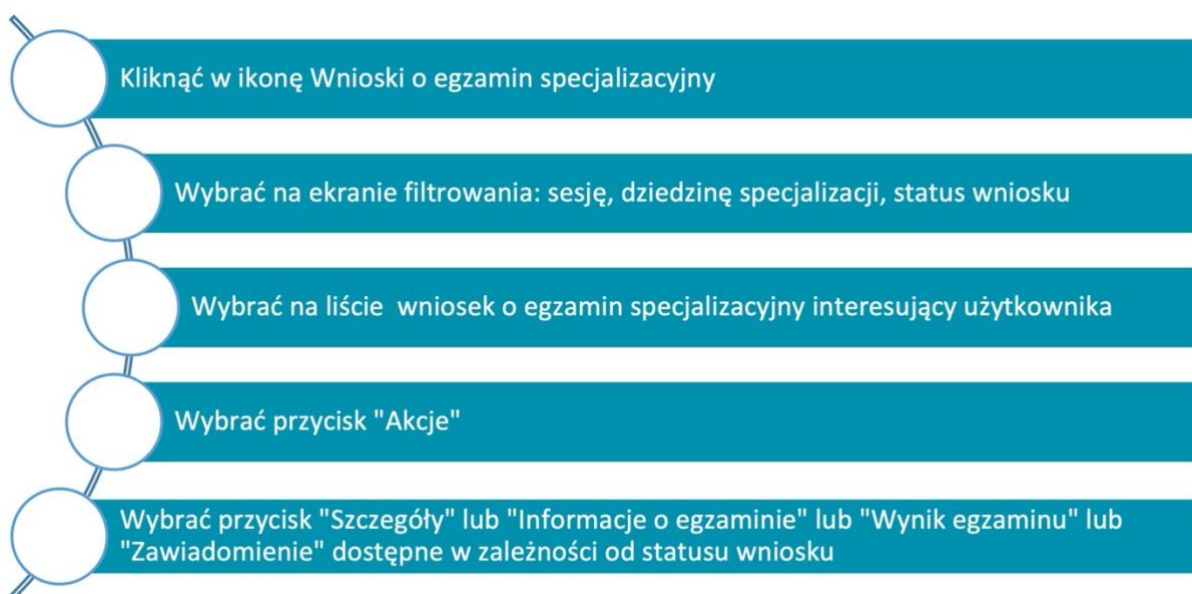 Kliknąć w ikonę Wnioski o egzamin specjalizacyjny
Wybrać na ekranie filtrowania: sesję, dziedzinę specjalizacji, status wniosku
Wybrać na liście  wniosek o egzamin specjalizacyjny interesujący użytkownika
Wybrać przycisk "Akcje"
Wybrać przycisk "Szczegóły" lub "Informacje o egzaminie" lub "Wynik egzaminu" lub
"Zawiadomienie" dostępne w zależności od statusu wniosku